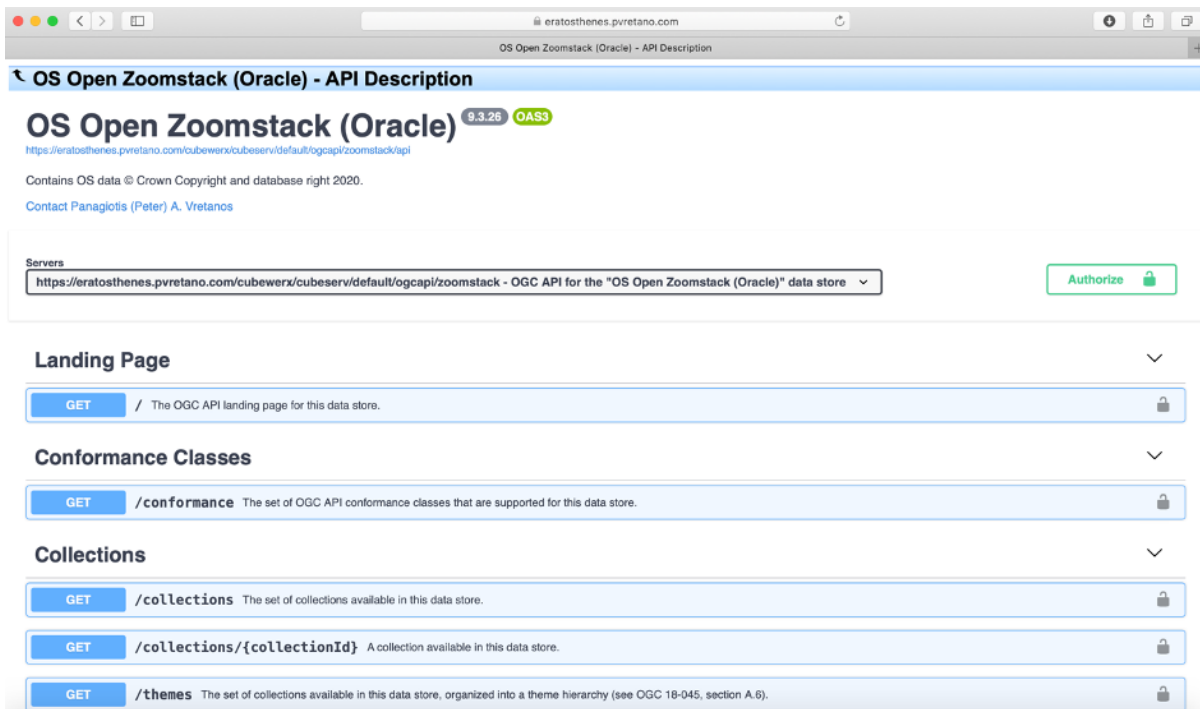 eratosthenes.pvretano.com
OS Open Zoomstack (Oracle) - API Description
OS Open Zoomstack (Oracle) - API Description
OS Open Zoomstack (Oracle) 9.3.26 OAS3
https://eratosthenes.pvretano.com/cubewerx/cubeserv/default/ogcapi/zoomstack/api
Contains OS data © Crown Copyright and database right 2020.
Contact Panagiotis (Peter) A. Vretanos
Servers
https://eratosthenes.pvretano.com/cubewerx/cubeserv/default/ogcapi/zoomstack - OGC API for the "OS Open Zoomstack (Oracle)" data store
Authorize
Landing Page
GET / The OGC API landing page for this data store.
Conformance Classes
GET /conformance The set of OGC API conformance classes that are supported for this data store.
Collections
GET /collections The set of collections available in this data store.
GET /collections/{collectionId} A collection available in this data store.
GET /themes The set of collections available in this data store, organized into a theme hierarchy (see OGC 18-045, section A.6).